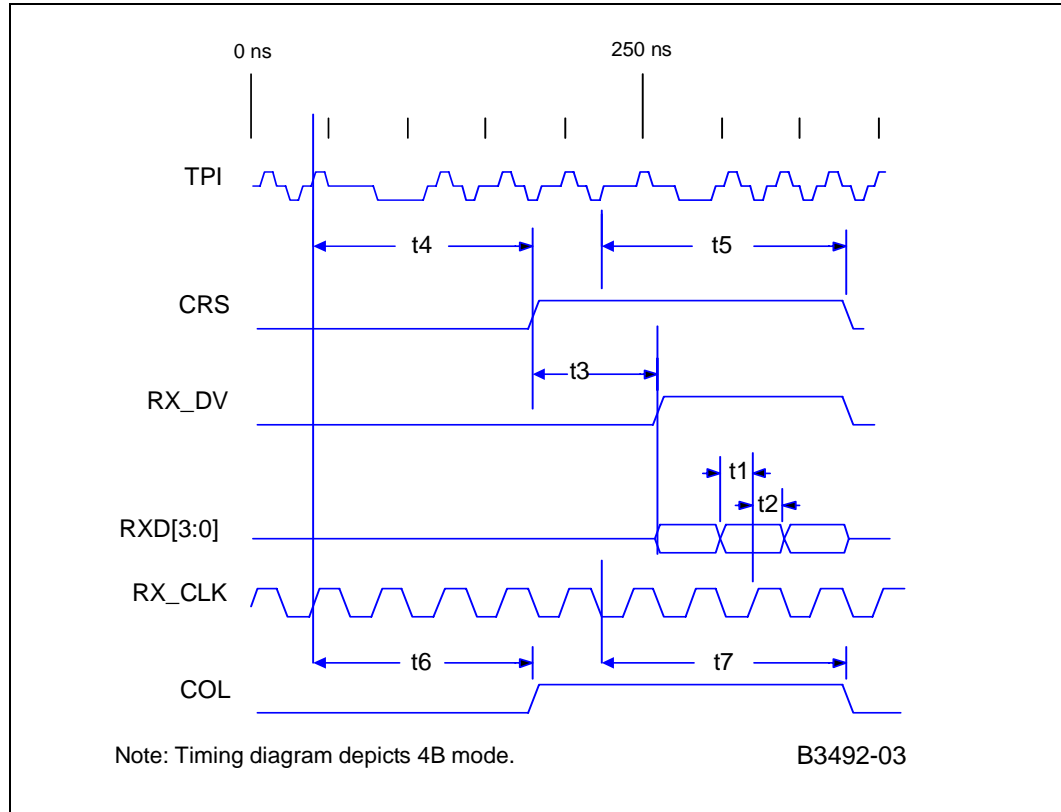 0 ns
250 ns
TPI
t4
t5
CRS
t3
RX_DV
t1
t2
RXD[3:0]
RX_CLK
t6
t7
COL
Note: Timing diagram depicts 4B mode.
B3492-03